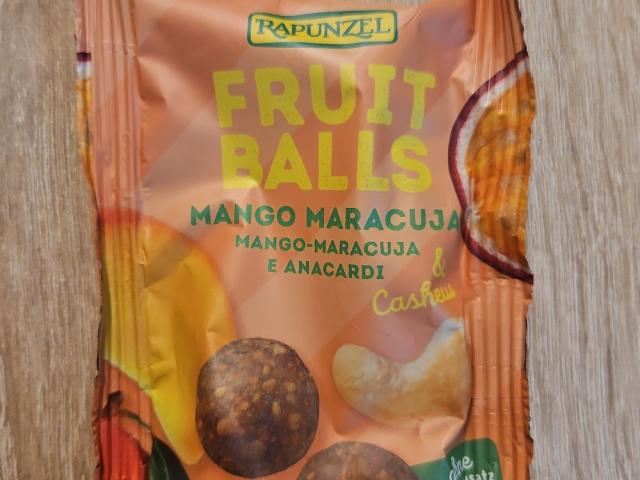 RAPUNZEL
FRUIT
BALLS
MANGO MARACUJA
MANGO-MARACUJA
E ANACARDI
&
Cashew